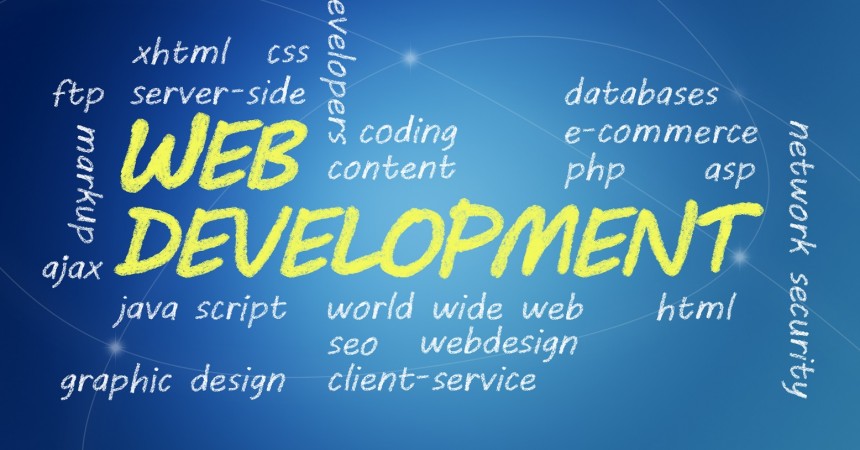 xhtml css
ftp server-side
evelopers
databases
markup
WEB
coding
e-commerce
content
php asp
network security
DEVELOPMENT
ajax
java script
world wide web
html
seo webdesign
graphic design
client-service